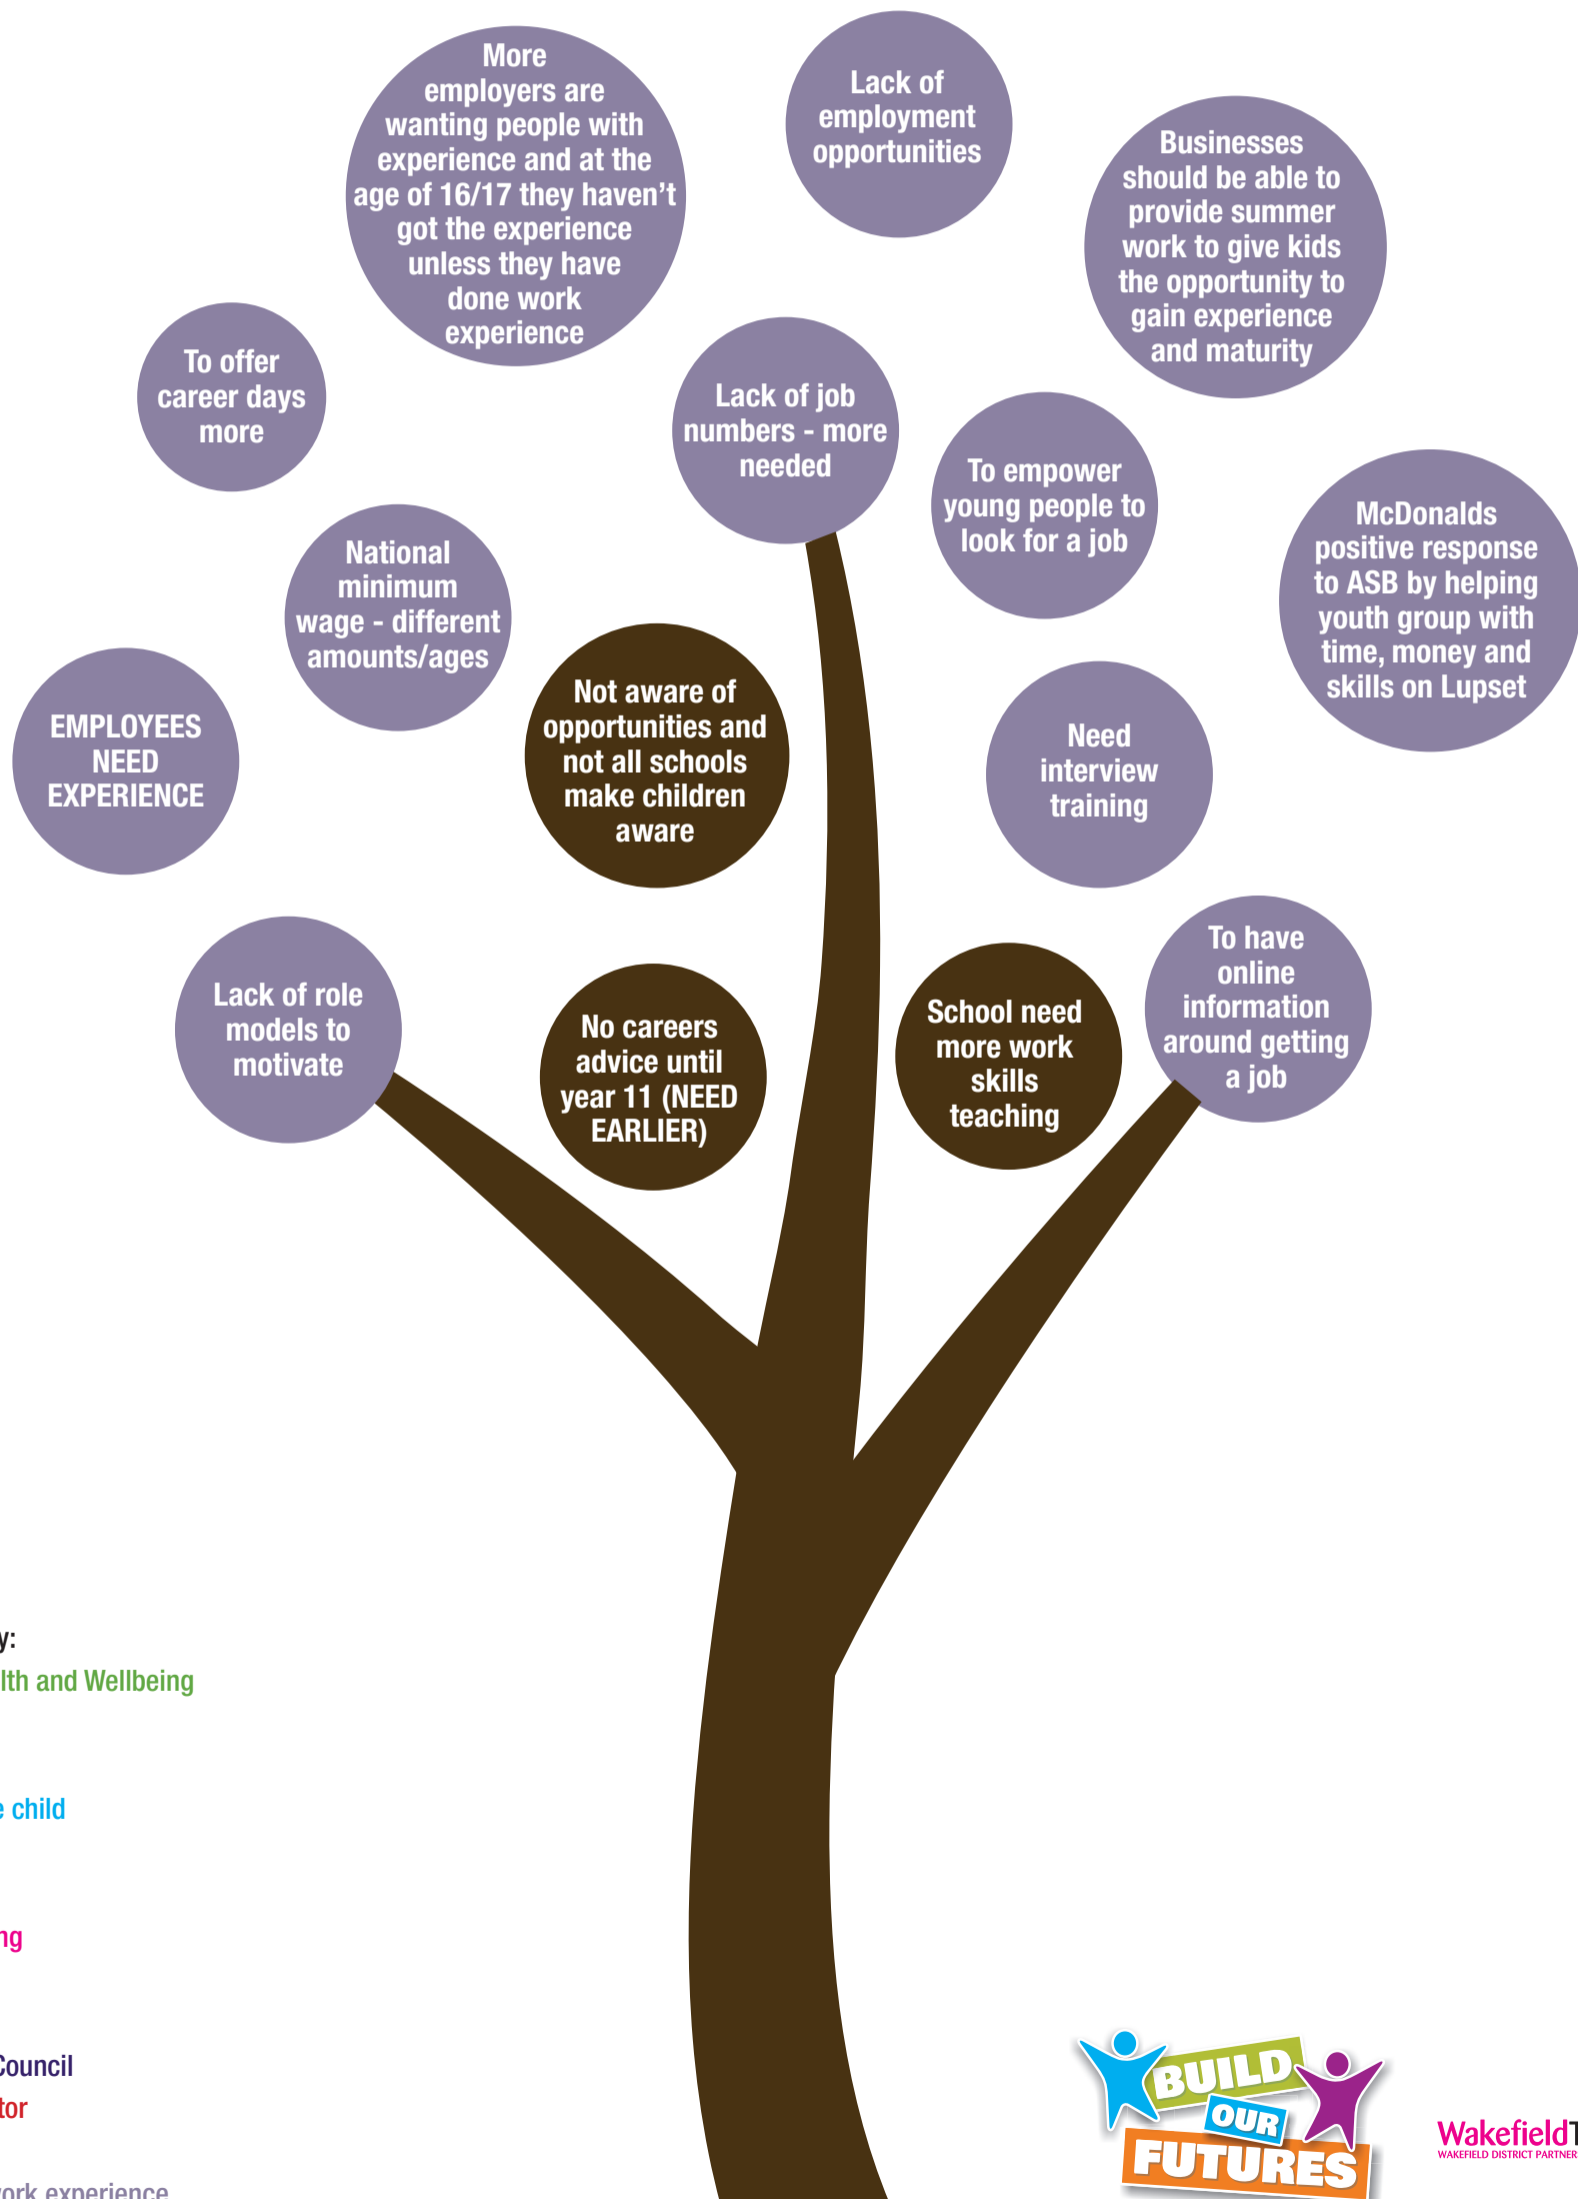 More
employers are
wanting people with
experience and at the
age of 16/17 they haven't
got the experience
unless they have
done work
experience
Lack of
employment
opportunities
Businesses
should be able to
provide summer
work to give kids
the opportunity to
gain experience
and maturity
To offer
career days
more
Lack of job
numbers - more
needed
To empower
young people to
look for a job
McDonalds
positive response
to ASB by helping
youth group with
time, money and
skills on Lupset
National
minimum
wage - different
amounts/ages
EMPLOYEES
NEED
EXPERIENCE
Not aware of
opportunities and
not all schools
make children
aware
Need
interview
training
Lack of role
models to
motivate
No careers
advice until
year 11 (NEED
EARLIER)
School need
more work
skills
teaching
To have
online
information
around getting
a job
y:
lth and Wellbeing
e child
ng
Council
tor
ork experience
BUILD
OUR
FUTURES
WakefieldT
WAKEFIELD DISTRICT PARTNER